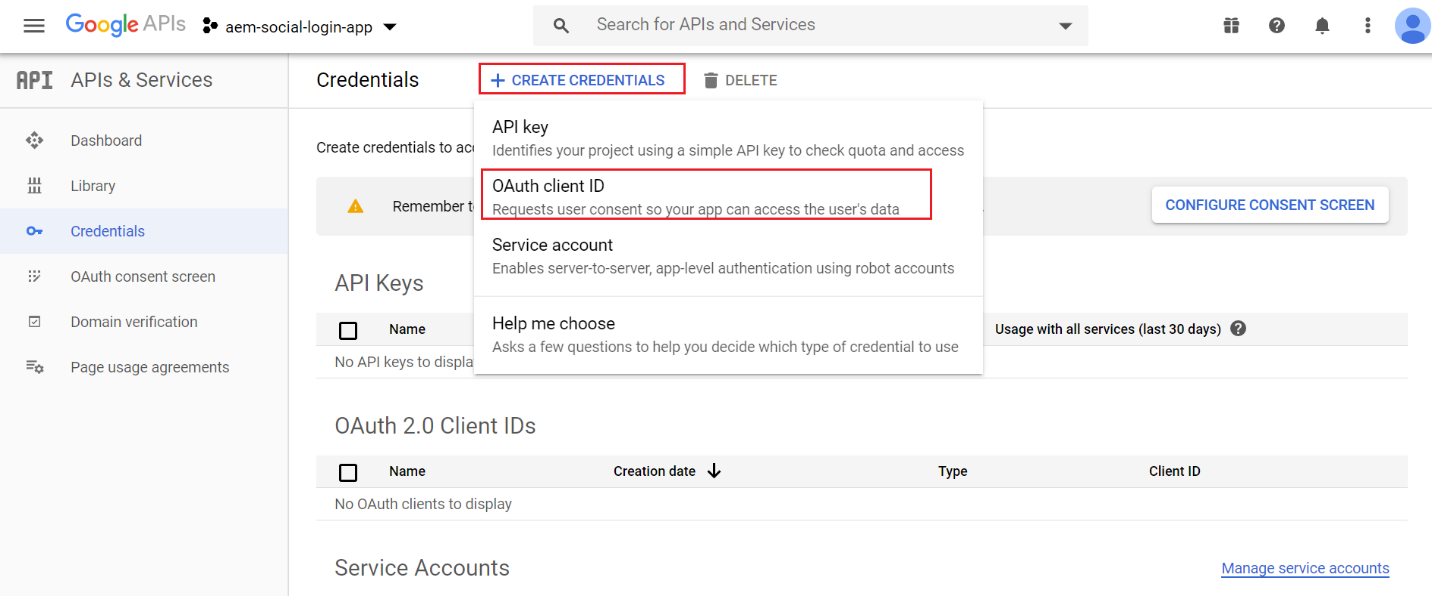 Google APIs
aem-social-login-app
Search for APIs and Services
API APIs & Services
Credentials
+ CREATE CREDENTIALS
DELETE
Dashboard
Library
Credentials
OAuth consent screen
Domain verification
Page usage agreements
Create credentials to
API key
Identifies your project using a simple API key to check quota and access
OAuth client ID
Requests user consent so your app can access the user's data
Service account
Enables server-to-server, app-level authentication using robot accounts
Help me choose
Asks a few questions to help you decide which type of credential to use
Remember
CONFIGURE CONSENT SCREEN
API Keys
Name
Usage with all services (last 30 days)
No API keys to
OAuth 2.0 Client IDs
Name Creation date Type Client ID
No OAuth clients to display
Service Accounts
Manage service accounts